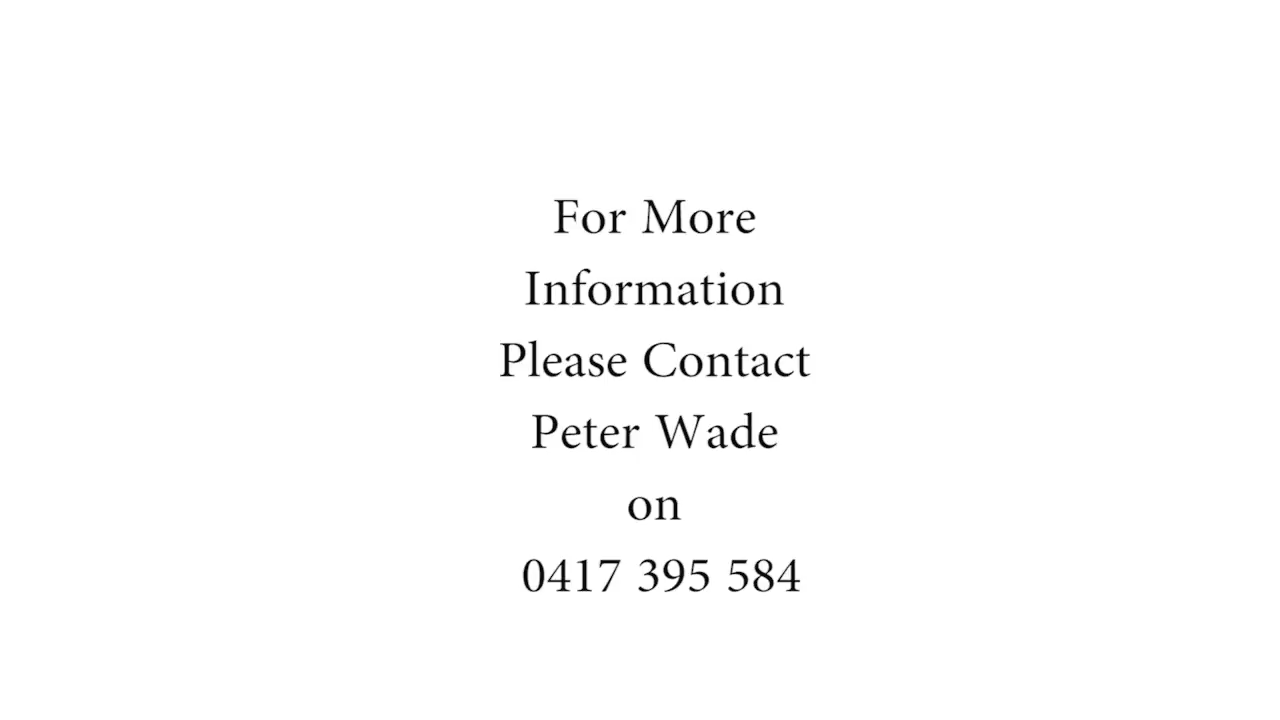 For More
Information
Please Contact
Peter Wade
on
0417 395 584